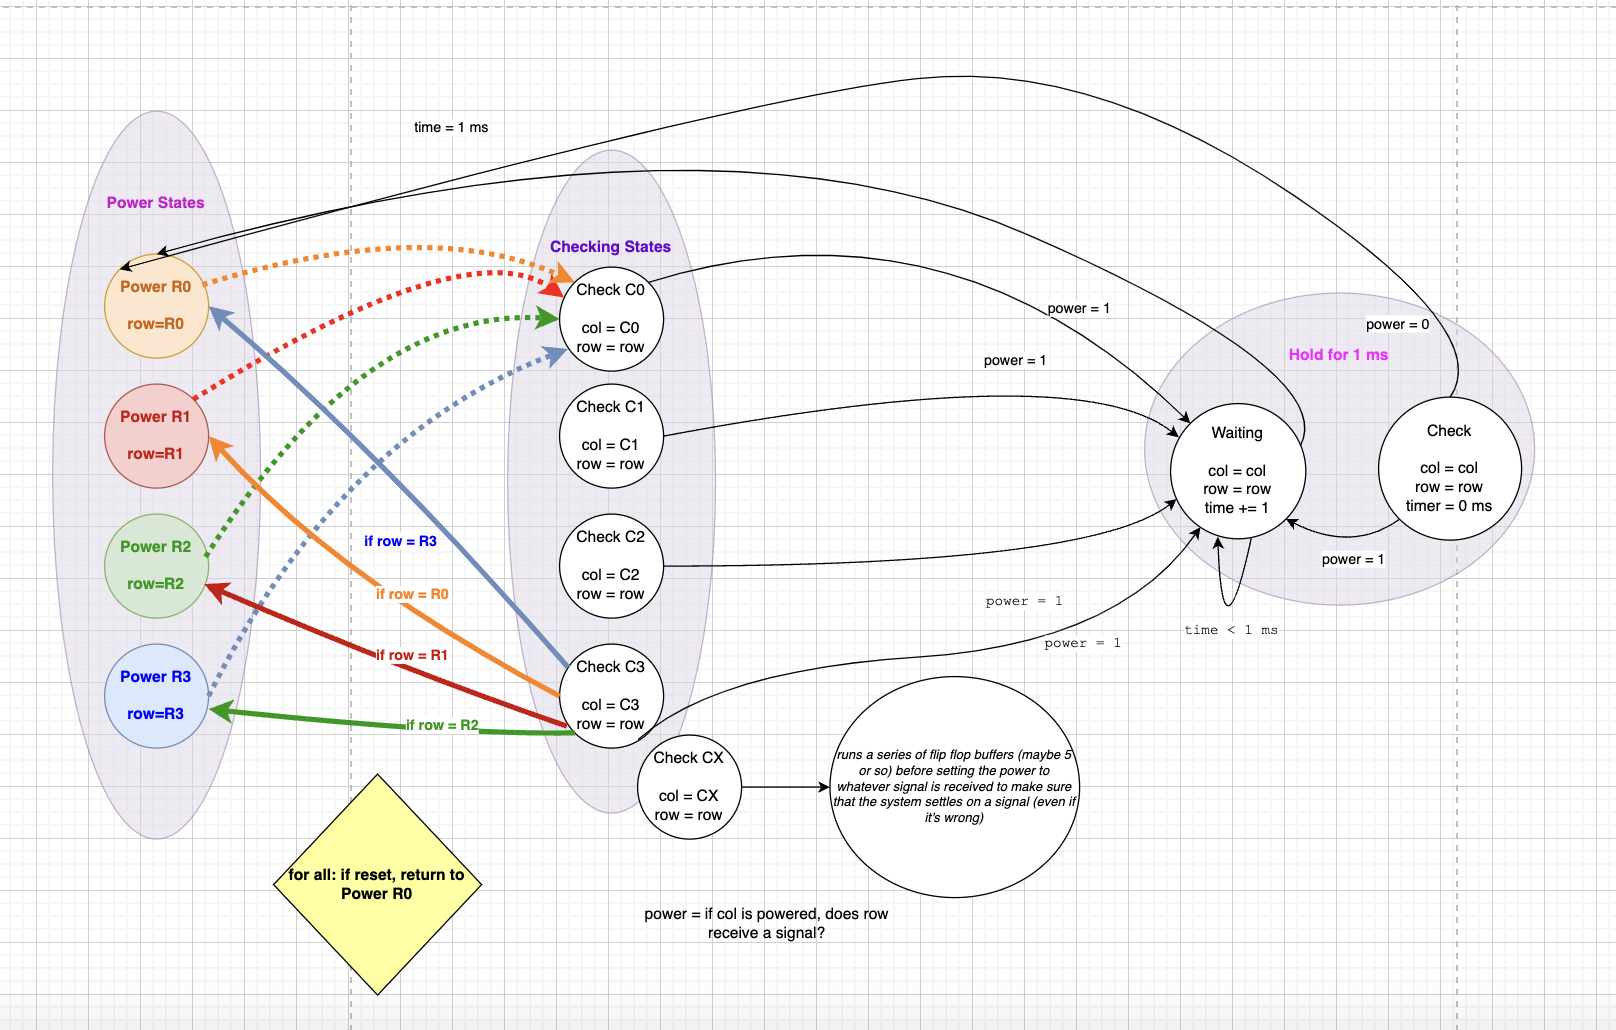 time = 1 ms
Power States
Checking States
Power R0
row=R0
Power R1
row=R1
Power R2
row=R2
Power R3
row=R3
Check C0
col = C0
row = row
Check C1
col = C1
row = row
Check C2
col = C2
row = row
Check C3
col = C3
row = row
Check CX
col = CX
row = row
if row = R3
if row = R0
if row = R1
if row = R2
power = 1
power = 1
power = 1
power = 1
power = 0
Hold for 1 ms
Waiting
col = col
row = row
time += 1
Check
col = col
row = row
timer = 0 ms
power = 1
time < 1 ms
runs a series of flip flop buffers (maybe 5
or so) before setting the power to
whatever signal is received to make sure
that the system settles on a signal (even if
it's wrong)
for all: if reset, return to
Power R0
power = if col is powered, does row
receive a signal?